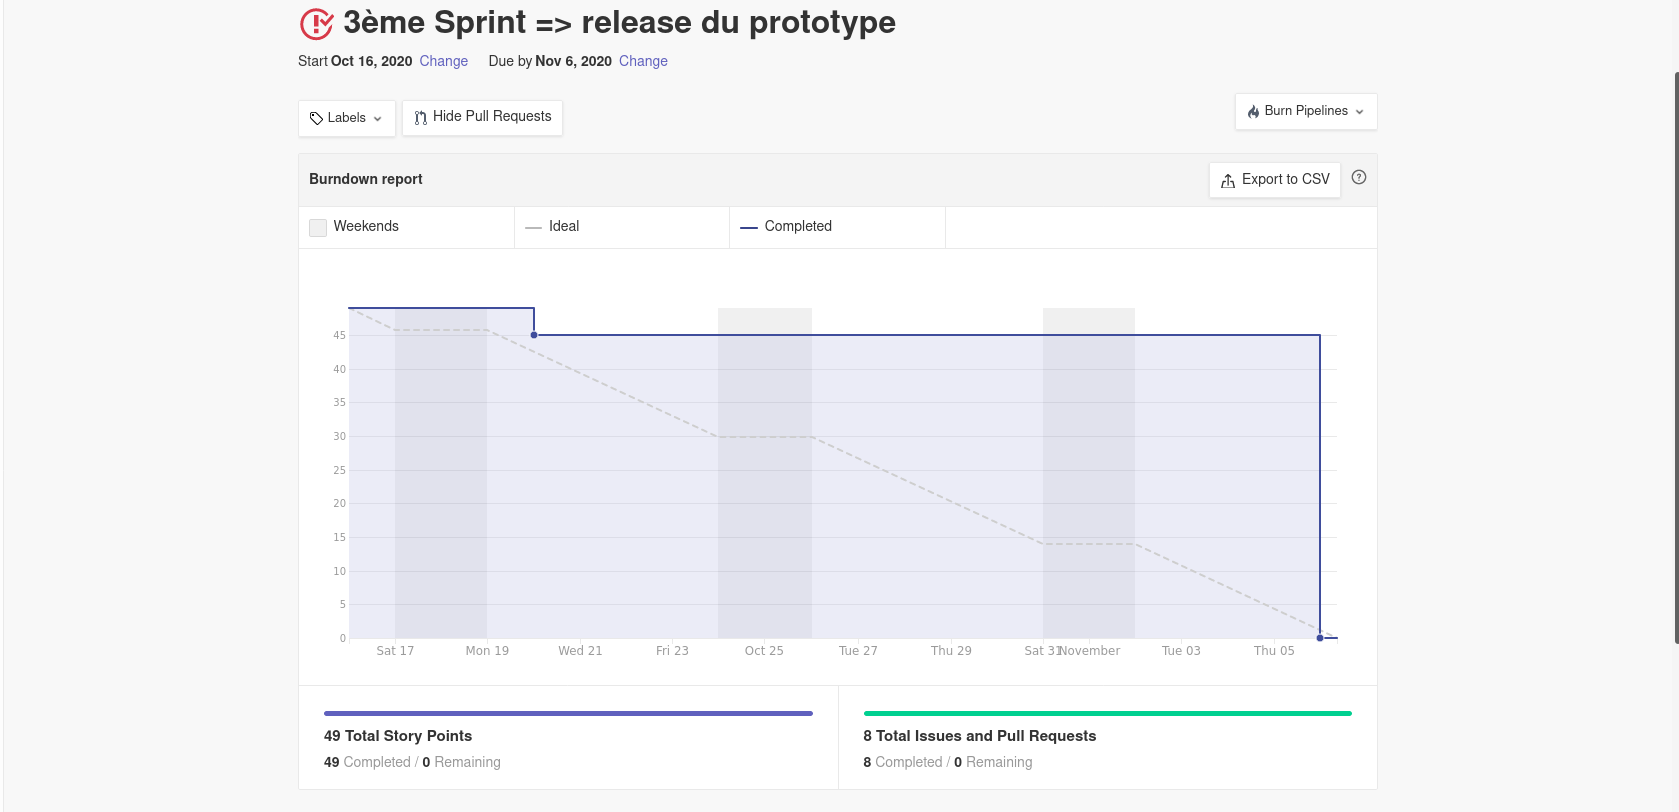 3ème Sprint => release du prototype
Start Oct 16, 2020 Change Due by Nov 6, 2020 Change
Labels Hide Pull Requests Burn Pipelines
Burndown report Export to CSV ?
Weekends Ideal Completed
45
40
35
30
25
20
15
10
5
0
Sat 17 Mon 19 Wed 21 Fri 23 Oct 25 Tue 27 Thu 29 Sat 31 November Tue 03 Thu 05
49 Total Story Points
49 Completed / 0 Remaining
8 Total Issues and Pull Requests
8 Completed / 0 Remaining